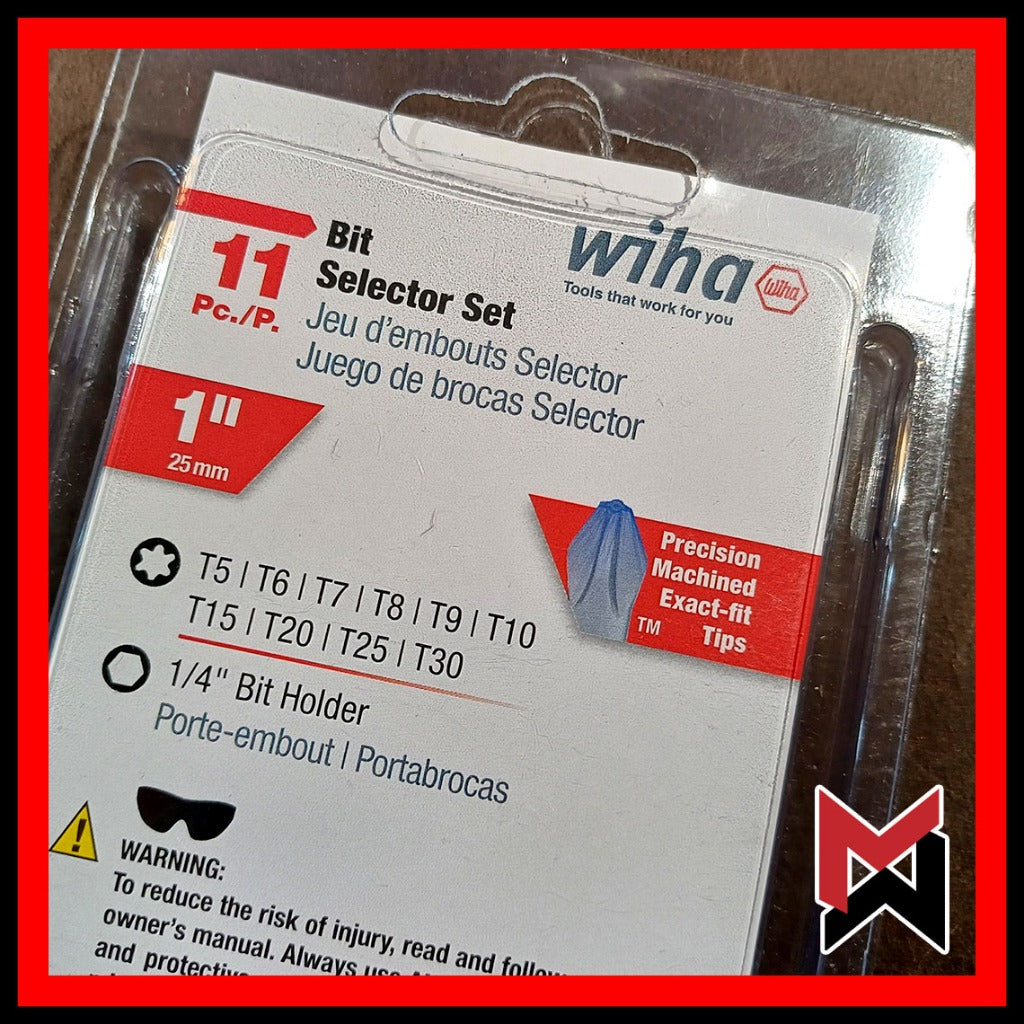 11
Pc./P.
Bit
Selector Set
Jeu d'embouts Selector
Juego de brocas Selector
wiha
Tools that work for you
wiha
1"
25 mm
Precision
Machined
Exact-fit
TM Tips
T5 | T6 | T7 | T8 | T9 | T10
T15 | T20 | T25 | T30
1/4" Bit Holder
Porte-embout | Portabrocas
WARNING:
To reduce the risk of injury, read and follow
owner's manual. Always use
and protective